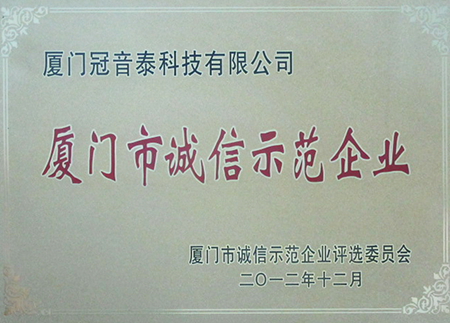 厦门冠音泰科技有限公司
厦门市诚信示范企业
厦门市诚信示范企业评选委员会
二〇一二年十二月